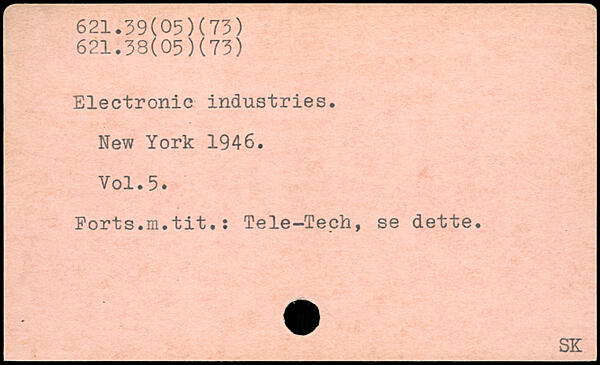 621.39(05)(73)
621.38(05)(73)
Electronic industries.
New York 1946.
Vol.5.
Forts.m.tit.: Tele-Tech, se dette.
SK